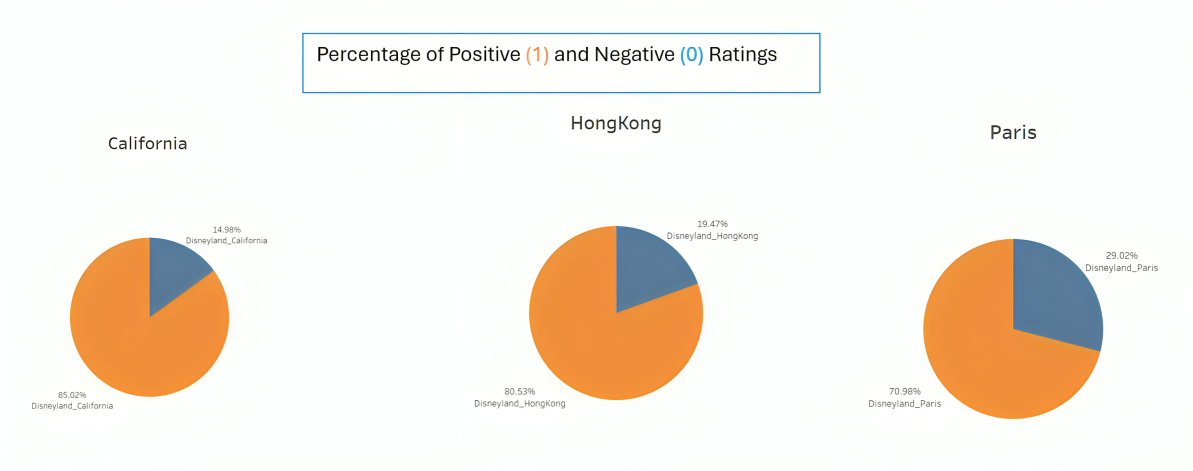 Percentage of Positive (1) and Negative (0) Ratings
California
14.98%
Disneyland_California
85.02%
Disneyland_California
HongKong
19.47%
Disneyland_HongKong
80.53%
Disneyland_HongKong
Paris
29.02%
Disneyland_Paris
70.98%
Disneyland_Paris